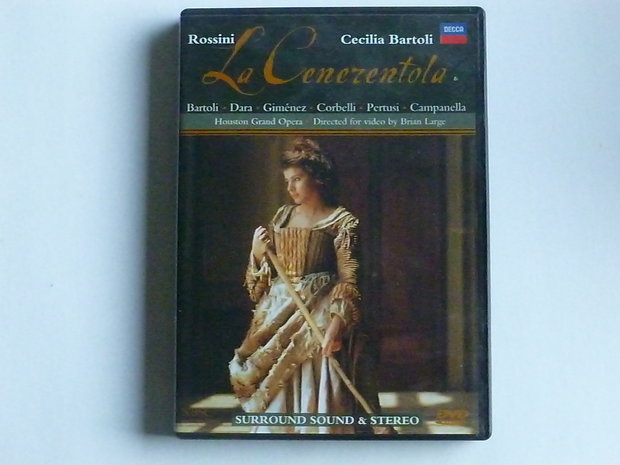 Rossini Cecilia Bartoli DECCA
La Cenerentola
Bartoli · Dara · Giménez · Corbelli · Pertusi · Campanella
Houston Grand Opera · Directed for video by Brian Large
SURROUND SOUND & STEREO DVD